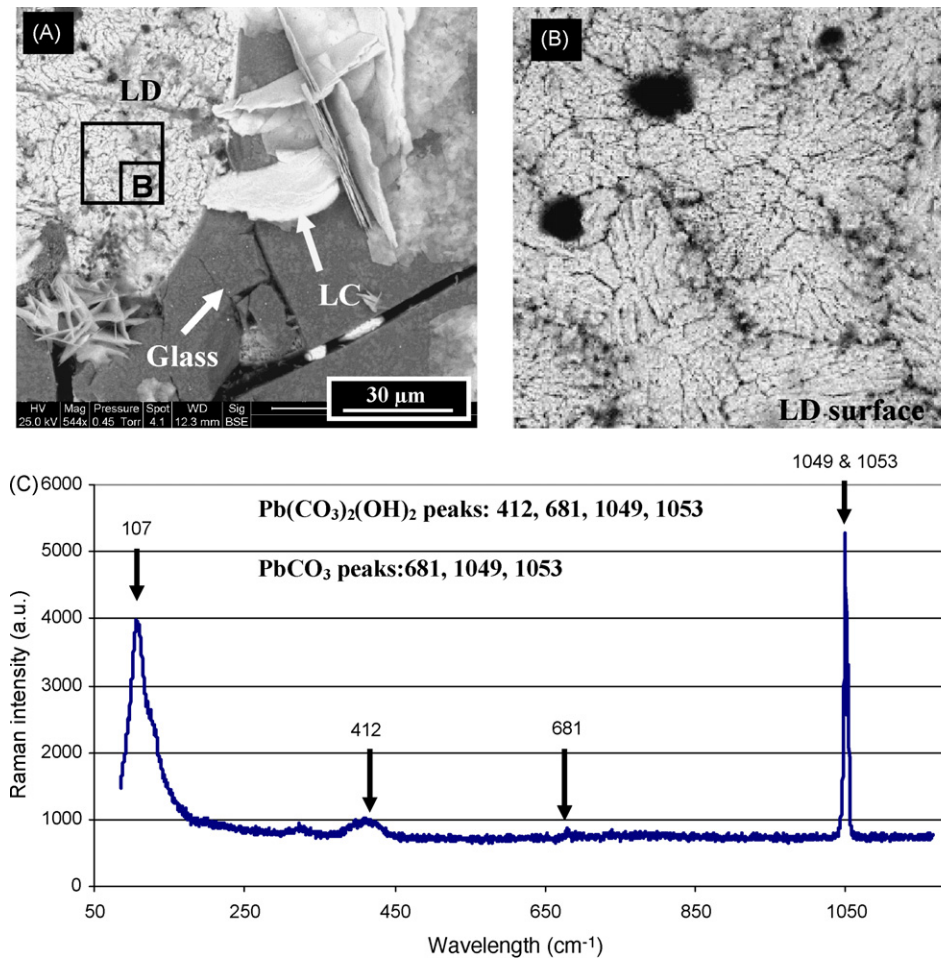 (A)
LD
B
LC
Glass
30 µm
HV Mag Pressure Spot WD Sig
25.0 kV 544x 0.45 Torr 4.1 12.3 mm BSE
(B)
LD surface
(C)
1049 & 1053
6000
Pb(CO₃)₂(OH)₂ peaks: 412, 681, 1049, 1053
107
5000
PbCO₃ peaks:681, 1049, 1053
4000
3000
412
681
2000
1000
0
50 250 450 650 850 1050
Raman intensity (a.u.)
Wavelength (cm⁻¹)